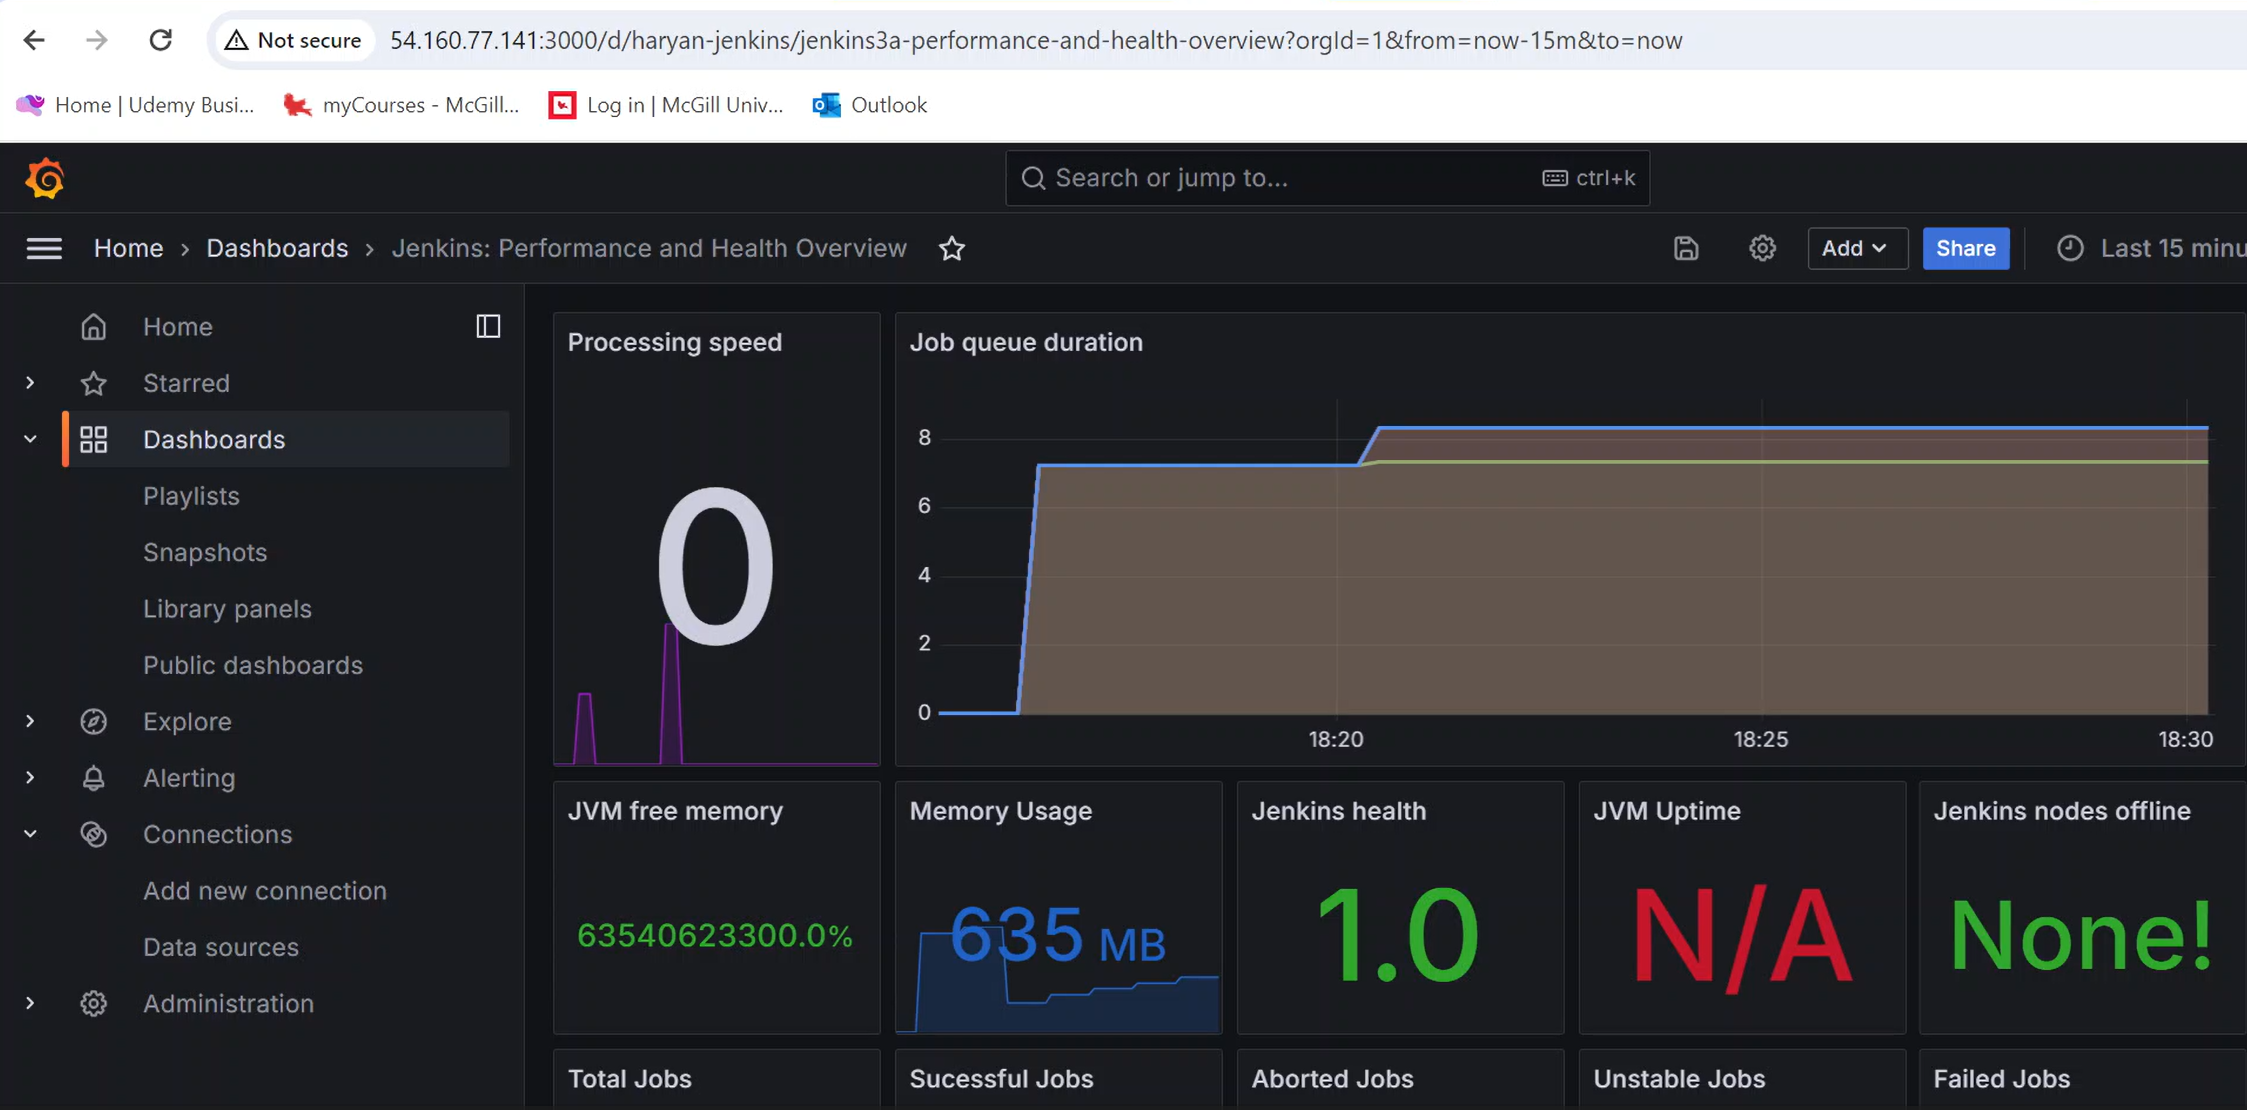 Not secure 54.160.77.141:3000/d/haryan-jenkins/jenkins3a-performance-and-health-overview?orgId=1&from=now-15m&to=now
Home | Udemy Busi... myCourses - McGill... Log in | McGill Univ... Outlook
Search or jump to... ctrl+k
Home › Dashboards › Jenkins: Performance and Health Overview Add Share Last 15 minu
Home
Starred
Dashboards
Playlists
Snapshots
Library panels
Public dashboards
Explore
Alerting
Connections
Add new connection
Data sources
Administration
Processing speed
0
Job queue duration
8
6
4
2
0
18:20 18:25 18:30
JVM free memory
63540623300.0%
Memory Usage
635 MB
Jenkins health
1.0
JVM Uptime
N/A
Jenkins nodes offline
None!
Total Jobs
Sucessful Jobs
Aborted Jobs
Unstable Jobs
Failed Jobs